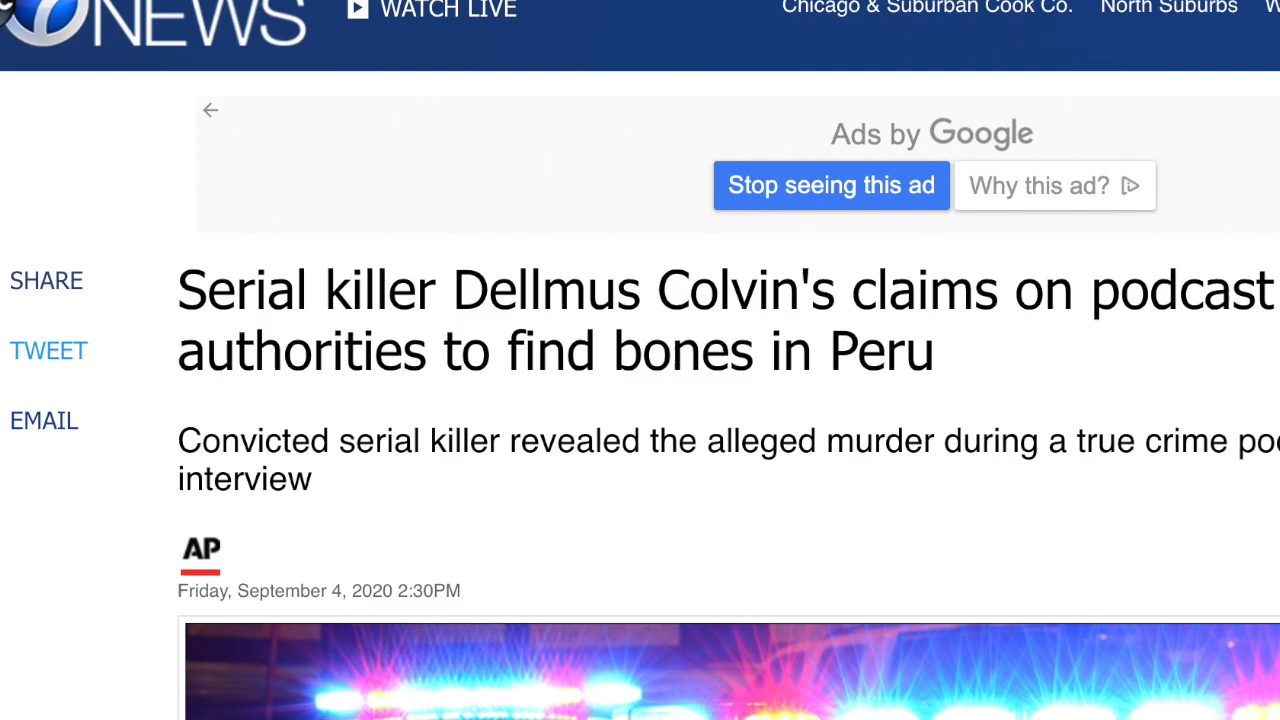 NEWS
WATCH LIVE
Chicago & Suburban Cook Co.
North Suburbs
Ads by Google
Stop seeing this ad
Why this ad?
SHARE
TWEET
EMAIL
Serial killer Dellmus Colvin's claims on podcast
authorities to find bones in Peru
Convicted serial killer revealed the alleged murder during a true crime
interview
AP
Friday, September 4, 2020 2:30PM